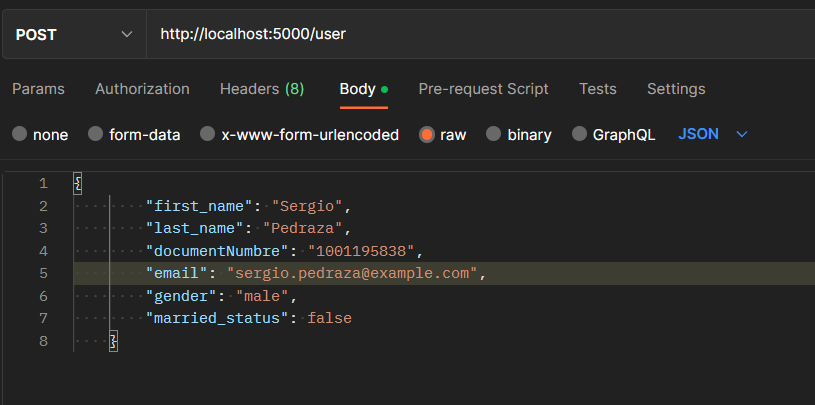 POST http://localhost:5000/user
Params Authorization Headers (8) Body Pre-request Script Tests Settings
none form-data x-www-form-urlencoded raw binary GraphQL JSON
1 {
2 "first_name": "Sergio",
3 "last_name": "Pedraza",
4 "documentNumbre": "1001195838",
5 "email": "sergio.pedraza@example.com",
6 "gender": "male",
7 "married_status": false
8 }